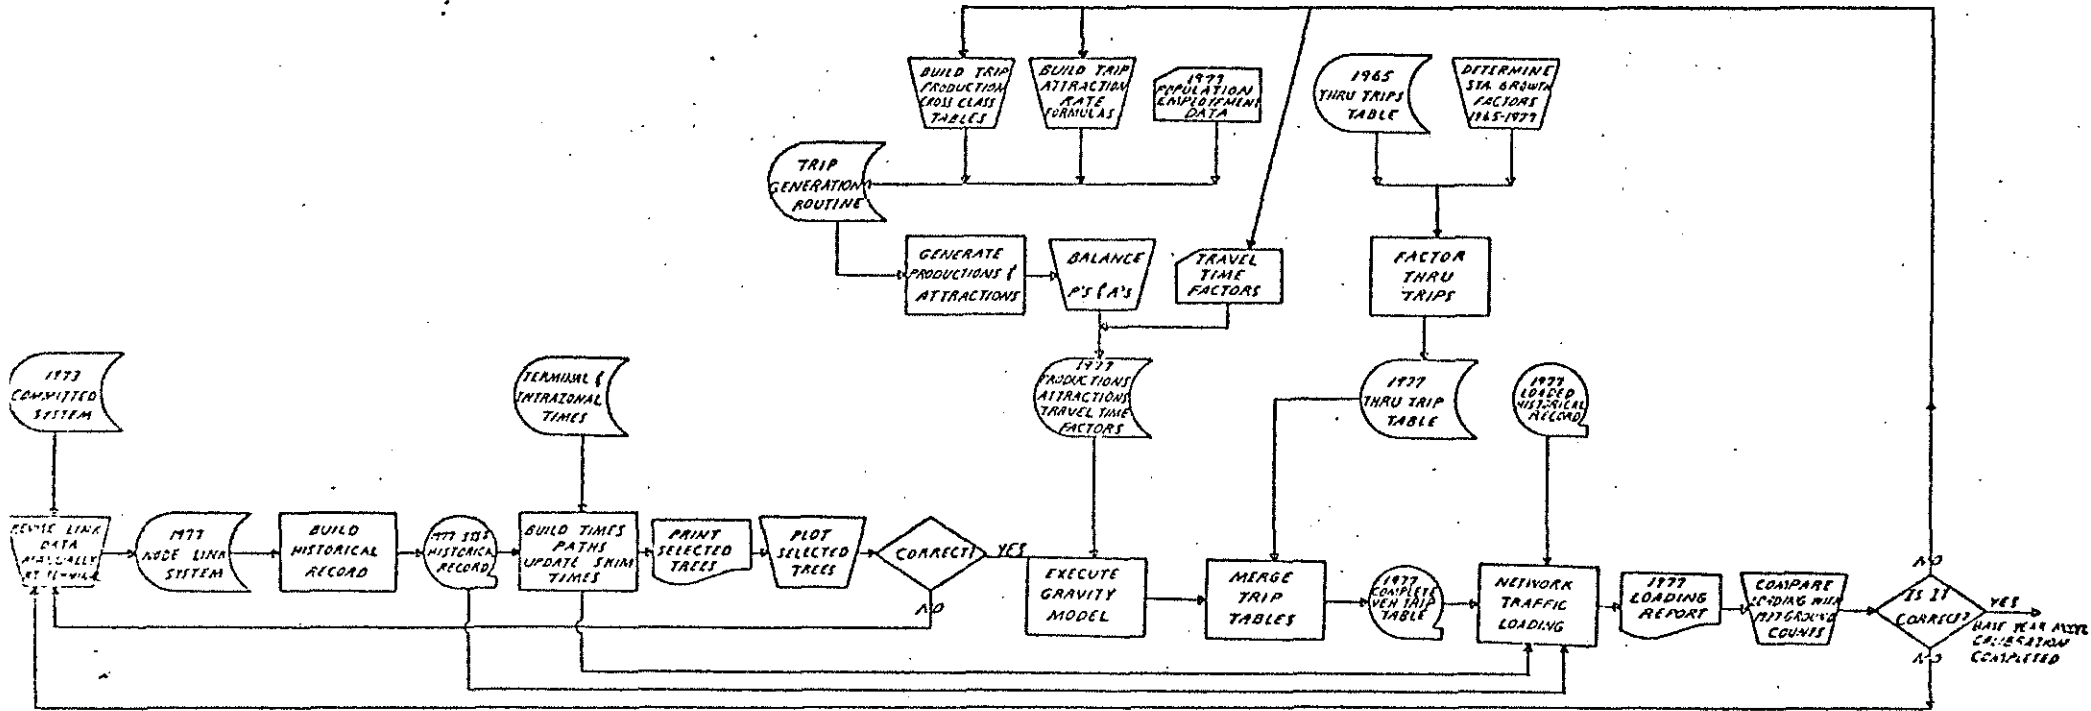 BUILD TRIP
PRODUCTION
CROSS CLASS
TABLES
BUILD TRIP
ATTRACTION
RATE
FORMULAS
1977
POPULATION
EMPLOYMENT
DATA
1965
THRU TRIPS
TABLE
DETERMINE
STA. GROWTH
FACTORS
1965-1977
TRIP
GENERATION
ROUTINE
GENERATE
PRODUCTIONS &
ATTRACTIONS
BALANCE
P'S & A'S
TRAVEL
TIME
FACTORS
FACTOR
THRU
TRIPS
1973
COMMITTED
SYSTEM
TERMINAL &
INTRAZONAL
TIMES
1977
PRODUCTIONS
ATTRACTIONS
TRAVEL TIME
FACTORS
1977
THRU TRIP
TABLE
1977
LOADED
HISTORICAL
RECORD
REVISE LINK
DATA
MANUALLY
1977
NODE LINK
SYSTEM
BUILD
HISTORICAL
RECORD
1977
HISTORICAL
RECORD
BUILD TIMES
PATHS
UPDATE SKIM
TIMES
PRINT
SELECTED
TREES
PLOT
SELECTED
TREES
CORRECT?
YES
NO
EXECUTE
GRAVITY
MODEL
MERGE
TRIP
TABLES
1977
COMPLETE
VEH TRIP
TABLE
NETWORK
TRAFFIC
LOADING
1977
LOADING
REPORT
COMPARE
LOADING WITH
GROUND
COUNTS
NO
IS IT
CORRECT?
YES
NO
BASE YEAR
CALIBRATION
COMPLETED